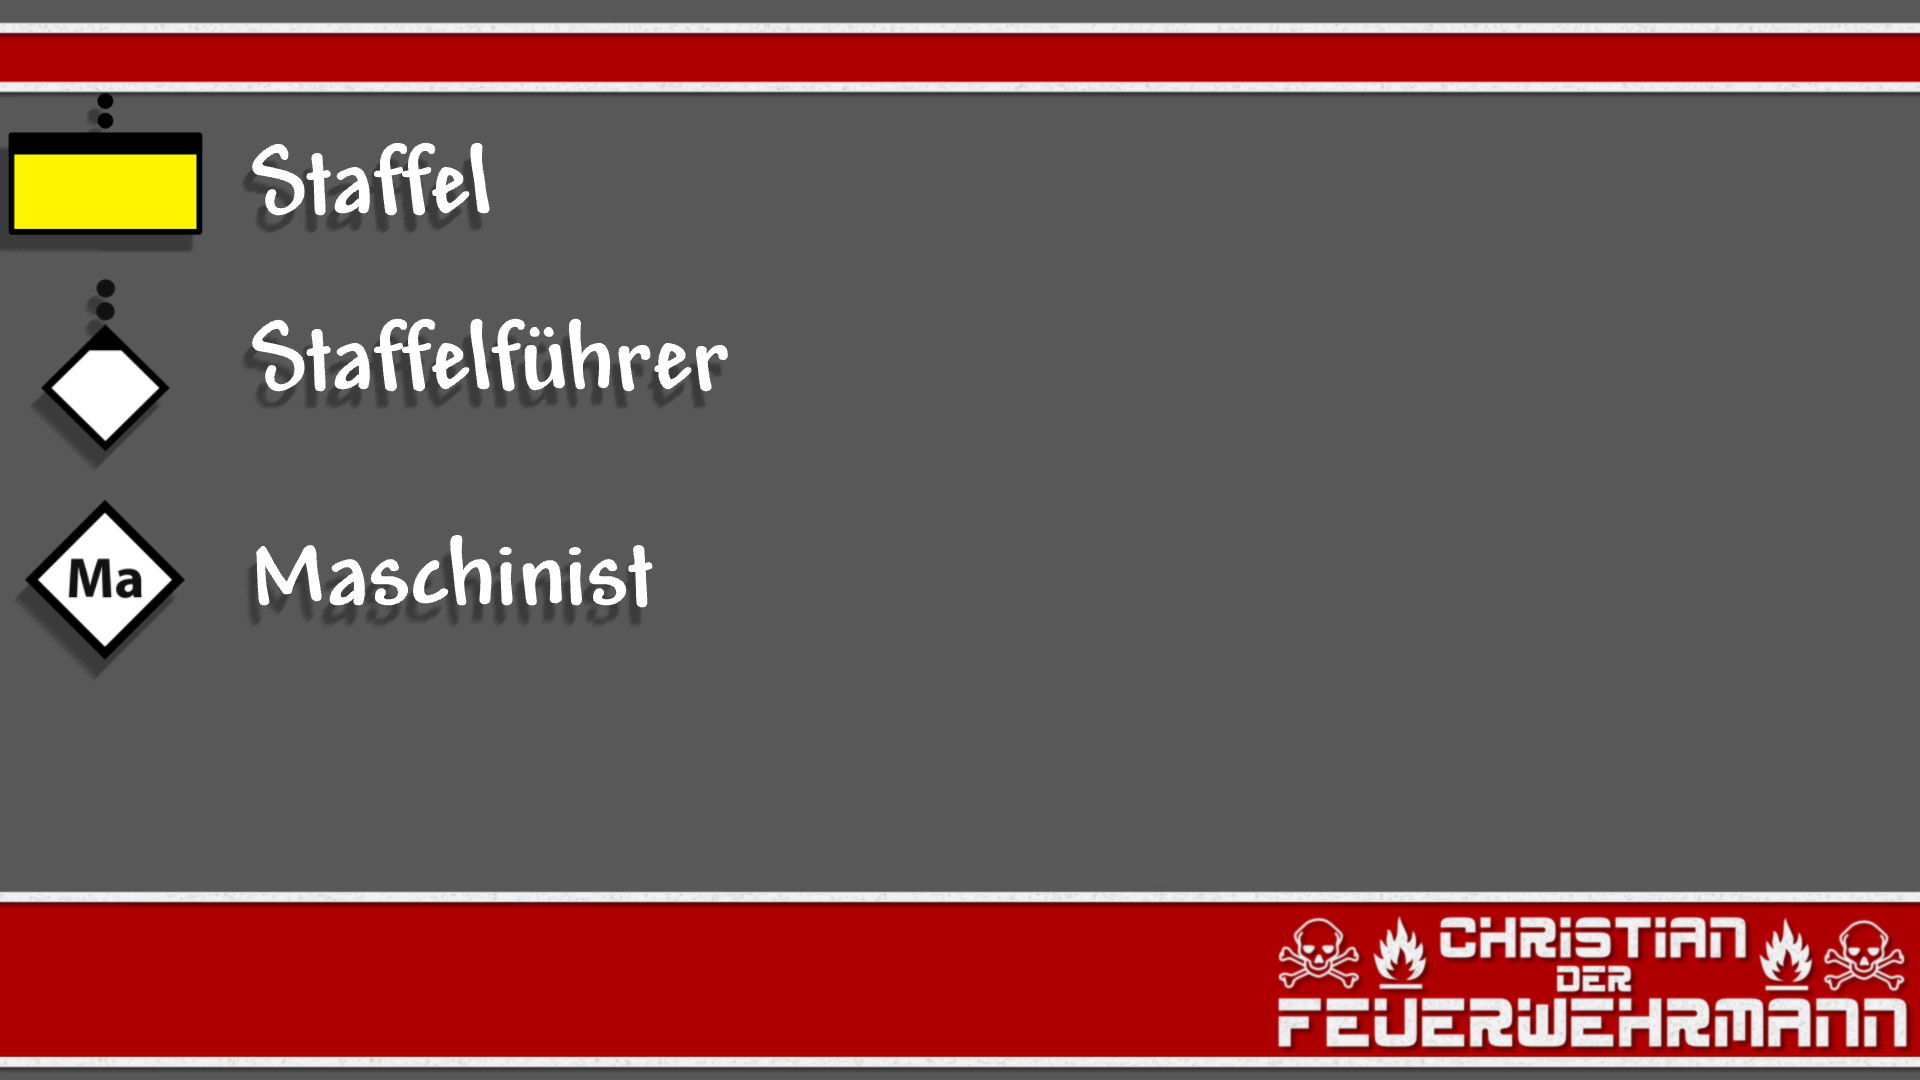 Staffel
Staffelführer
Ma Maschinist
CHRISTIAN
DER
FEUERWEHRMANN